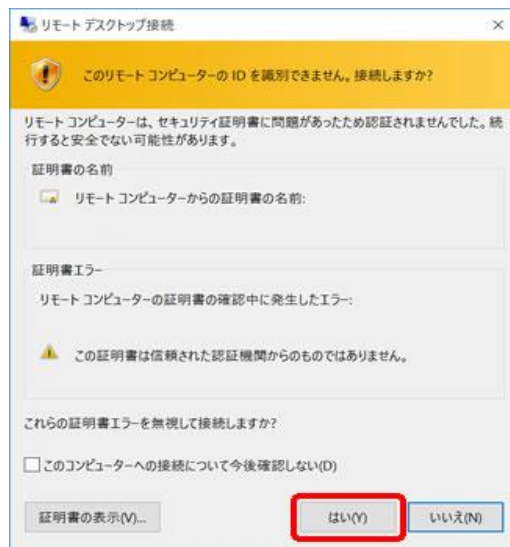 リモート デスクトップ接続
このリモート コンピューターの ID を識別できません。接続しますか?
リモート コンピューターは、セキュリティ証明書に問題があったため認証されませんでした。続
行すると安全でない可能性があります。
証明書の名前
リモート コンピューターからの証明書の名前:
証明書エラー
リモート コンピューターの証明書の確認中に発生したエラー:
この証明書は信頼された認証機関からのものではありません。
これらの証明書エラーを無視して接続しますか?
このコンピューターへの接続について今後確認しない(D)
証明書の表示(V)... はい(Y) いいえ(N)